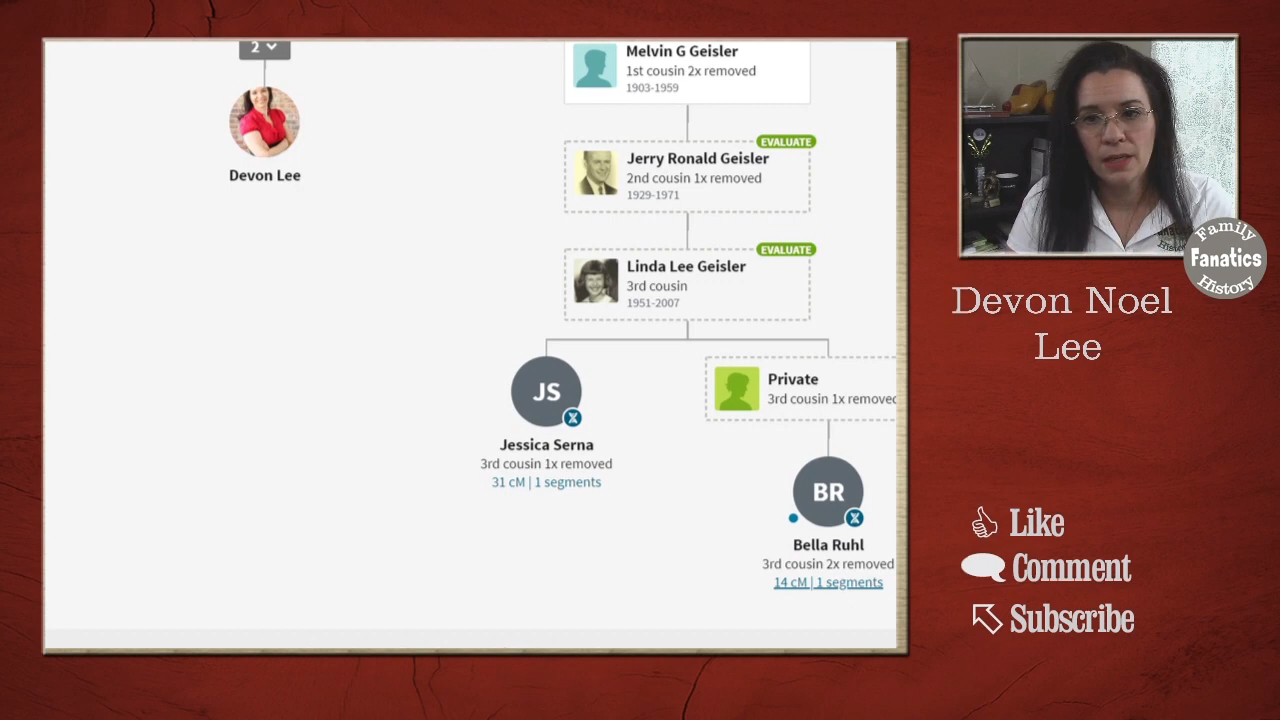 2
Devon Lee
Melvin G Geisler
1st cousin 2x removed
1903-1959
EVALUATE
Jerry Ronald Geisler
2nd cousin 1x removed
1929-1971
EVALUATE
Linda Lee Geisler
3rd cousin
1951-2007
JS
Jessica Serna
3rd cousin 1x removed
31 cM | 1 segments
Private
3rd cousin 1x removed
BR
Bella Ruhl
3rd cousin 2x removed
14 cM | 1 segments
Family
Fanatics
History
Devon Noel
Lee
Like
Comment
Subscribe